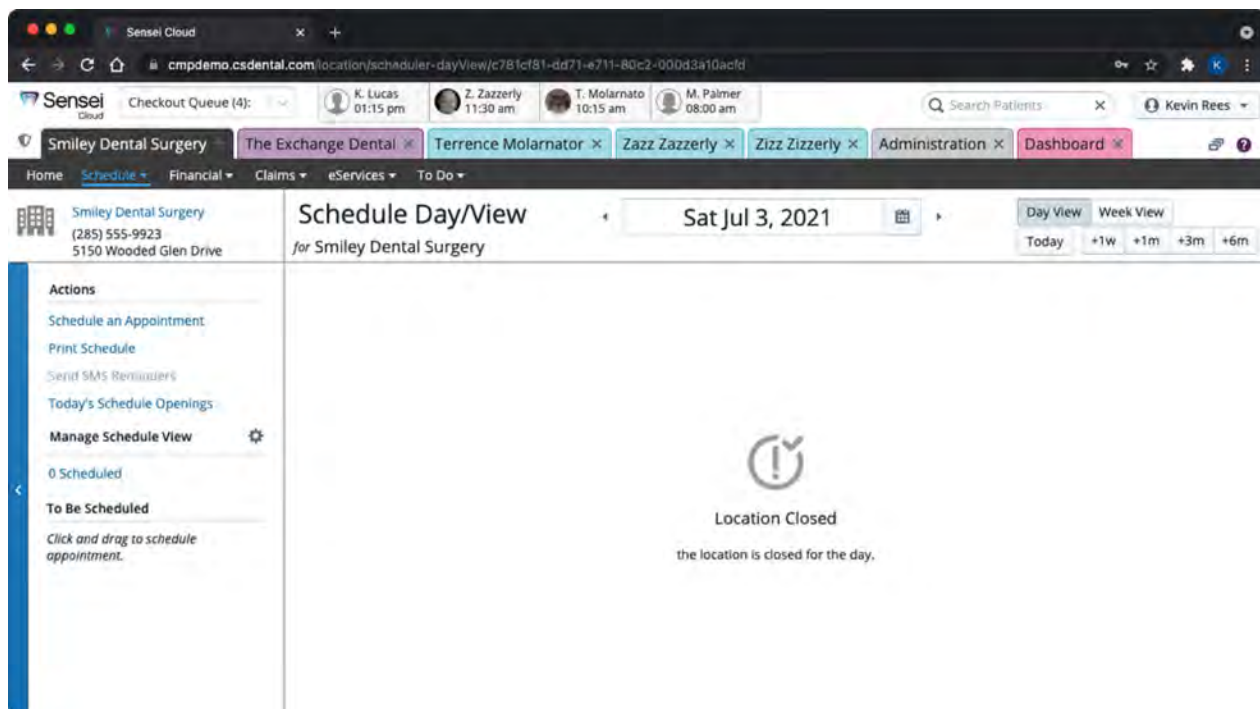 Sensei Cloud
cmpdemo.csdental.com/location/scheduler-dayView/c781cf81-dd71-e711-80c2-000d3a10acfd
Sensei
Cloud
Checkout Queue (4):
K. Lucas
01:15 pm
Z. Zazzerly
11:30 am
T. Molarnato
10:15 am
M. Palmer
08:00 am
Search Patients
Kevin Rees
Smiley Dental Surgery
The Exchange Dental
Terrence Molarnator
Zazz Zazzerly
Zizz Zizzerly
Administration
Dashboard
Home Schedule Financial Claims eServices To Do
Smiley Dental Surgery
(285) 555-9923
5150 Wooded Glen Drive
Schedule Day/View
for Smiley Dental Surgery
Sat Jul 3, 2021
Day View Week View
Today +1w +1m +3m +6m
Actions
Schedule an Appointment
Print Schedule
Send SMS Reminders
Today's Schedule Openings
Manage Schedule View
0 Scheduled
To Be Scheduled
Click and drag to schedule
appointment.
Location Closed
the location is closed for the day.